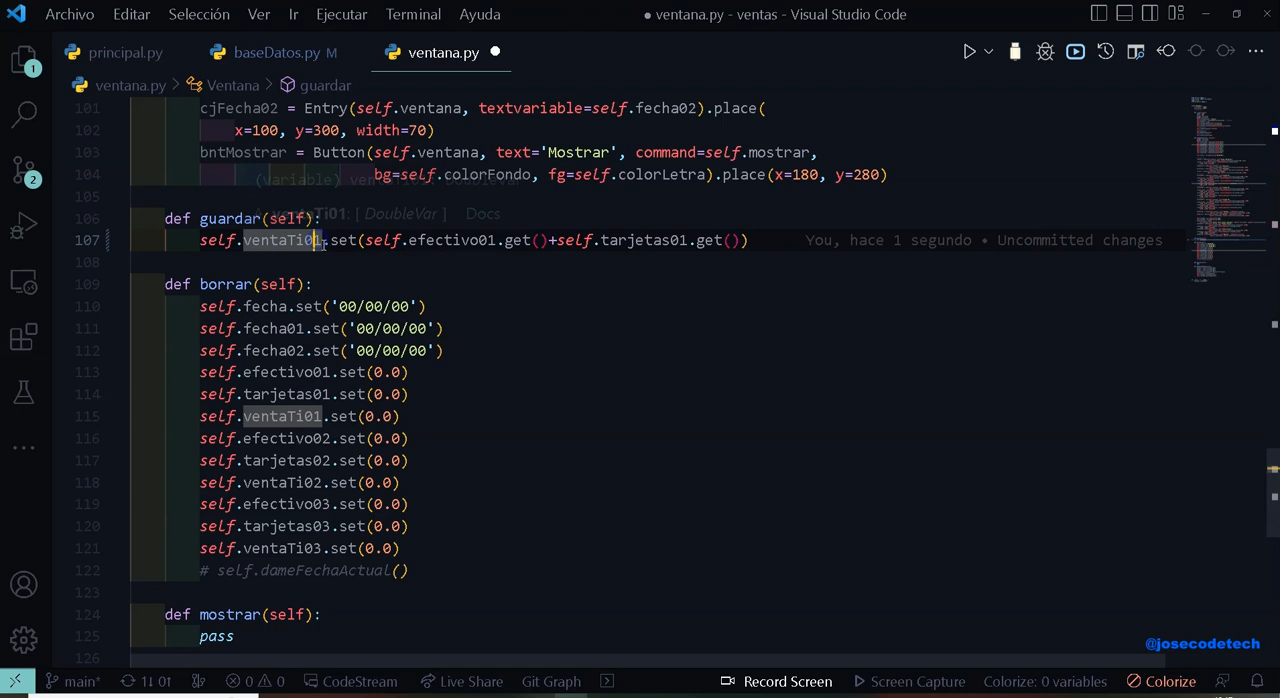 Archivo Editar Selección Ver Ir Ejecutar Terminal Ayuda ● ventana.py - ventas - Visual Studio Code
principal.py baseDatos.py M ventana.py
ventana.py > Ventana > guardar
101 cjFecha02 = Entry(self.ventana, textvariable=self.fecha02).place(
102 x=100, y=300, width=70)
103 bntMostrar = Button(self.ventana, text='Mostrar', command=self.mostrar,
104 bg=self.colorFondo, fg=self.colorLetra).place(x=180, y=280)
105
106 def guardar(self):
107 self.ventaTi01.set(self.efectivo01.get()+self.tarjetas01.get()) You, hace 1 segundo • Uncommitted changes
108
109 def borrar(self):
110 self.fecha.set('00/00/00')
111 self.fecha01.set('00/00/00')
112 self.fecha02.set('00/00/00')
113 self.efectivo01.set(0.0)
114 self.tarjetas01.set(0.0)
115 self.ventaTi01.set(0.0)
116 self.efectivo02.set(0.0)
117 self.tarjetas02.set(0.0)
118 self.ventaTi02.set(0.0)
119 self.efectivo03.set(0.0)
120 self.tarjetas03.set(0.0)
121 self.ventaTi03.set(0.0)
122 # self.dameFechaActual()
123
124 def mostrar(self):
125 pass
126
@josecodetech
1
2
main* 1↓ 0↑ 0 0 CodeStream Live Share Git Graph Record Screen Screen Capture Colorize: 0 variables Colorize